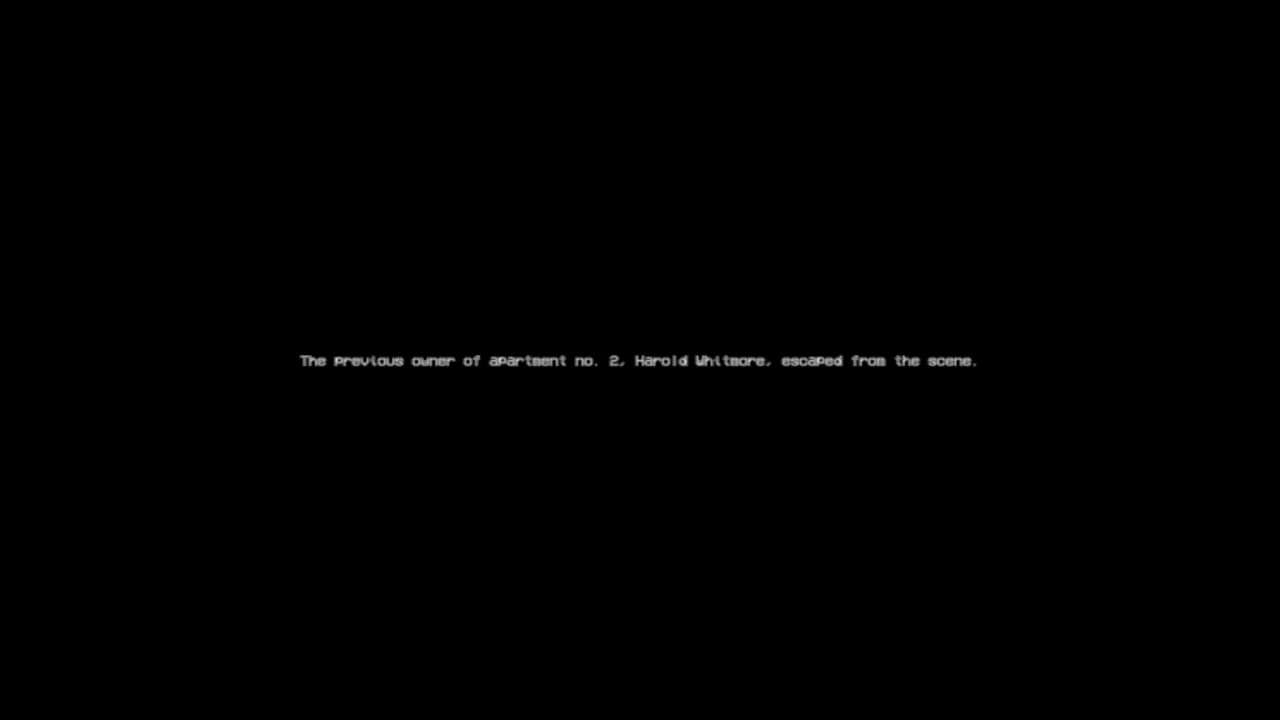 The previous owner of apartment no. 2, Harold Whitmore, escaped from the scene.